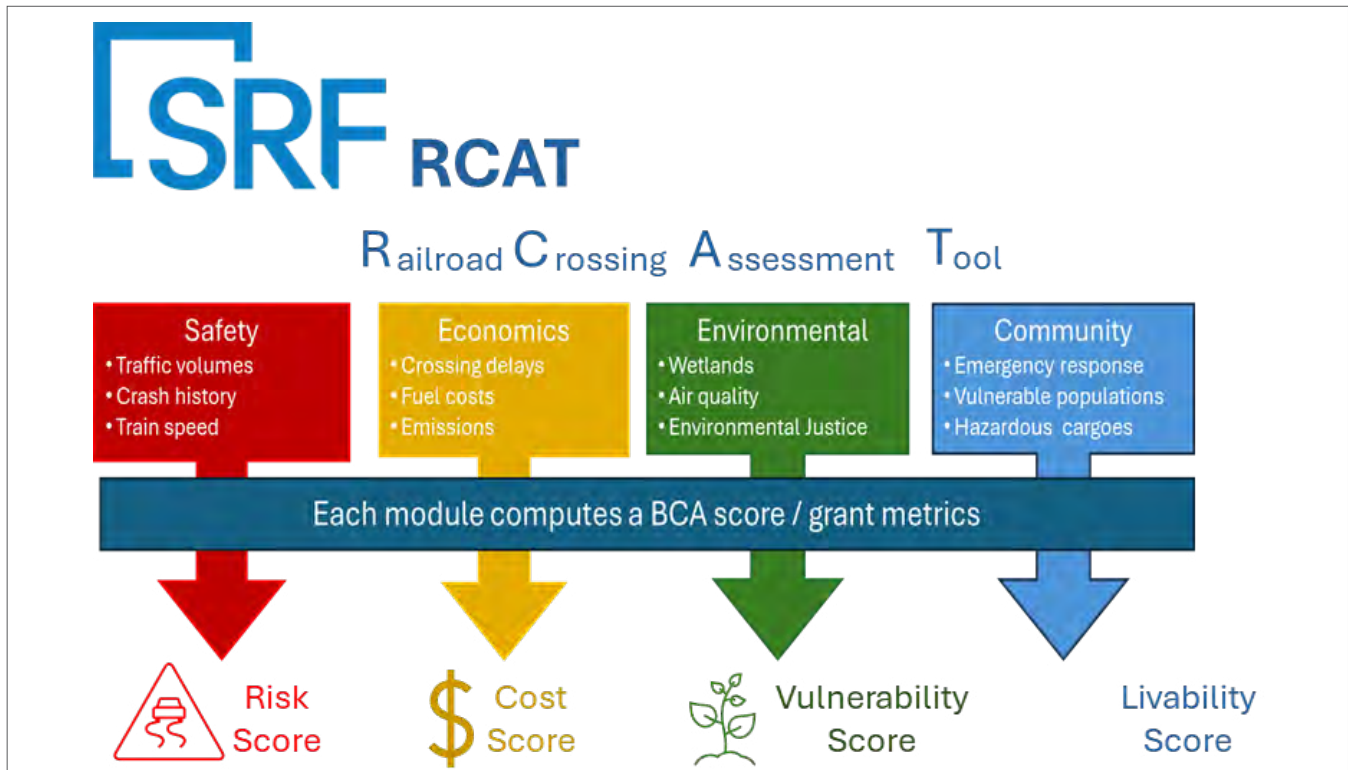 SRF RCAT
Railroad Crossing Assessment Tool
Safety
• Traffic volumes
• Crash history
• Train speed
Economics
• Crossing delays
• Fuel costs
• Emissions
Environmental
• Wetlands
• Air quality
• Environmental Justice
Community
• Emergency response
• Vulnerable populations
• Hazardous cargoes
Each module computes a BCA score / grant metrics
Risk
Score
$
Cost
Score
Vulnerability
Score
Livability
Score